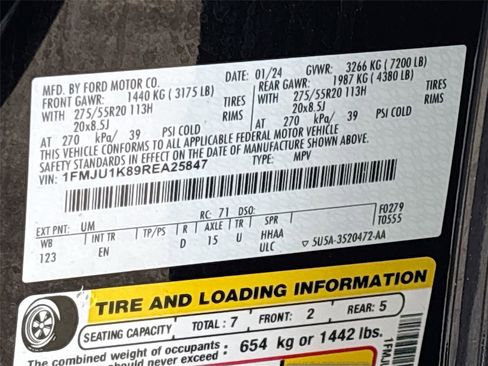 MFD. BY FORD MOTOR CO.
DATE: 01/24 GVWR: 3266 KG (7200 LB)
FRONT GAWR: 1440 KG (3175 LB) REAR GAWR: 1987 KG (4380 LB)
WITH 275/55R20 113H TIRES WITH 275/55R20 113H TIRES
20x8.5J RIMS 20x8.5J RIMS
AT 270 kPa/ 39 PSI COLD AT 270 kPa/ 39 PSI COLD
THIS VEHICLE CONFORMS TO ALL APPLICABLE FEDERAL MOTOR VEHICLE
SAFETY STANDARDS IN EFFECT ON THE DATE OF MANUFACTURE SHOWN ABOVE.
VIN: 1FMJU1K89REA25847 TYPE: MPV
F0279
T0555
EXT PNT: UM RC: 71 DSO:
WB INT TR TP/PS R AXLE TR SPR
123 EN D 15 U HHAA
ULC 5U5A-3520472-AA
TIRE AND LOADING INFORMATION
SEATING CAPACITY TOTAL: 7 FRONT: 2 REAR: 5
The combined weight of occupants
should never exceed: 654 kg or 1442 lbs.
1FMJU